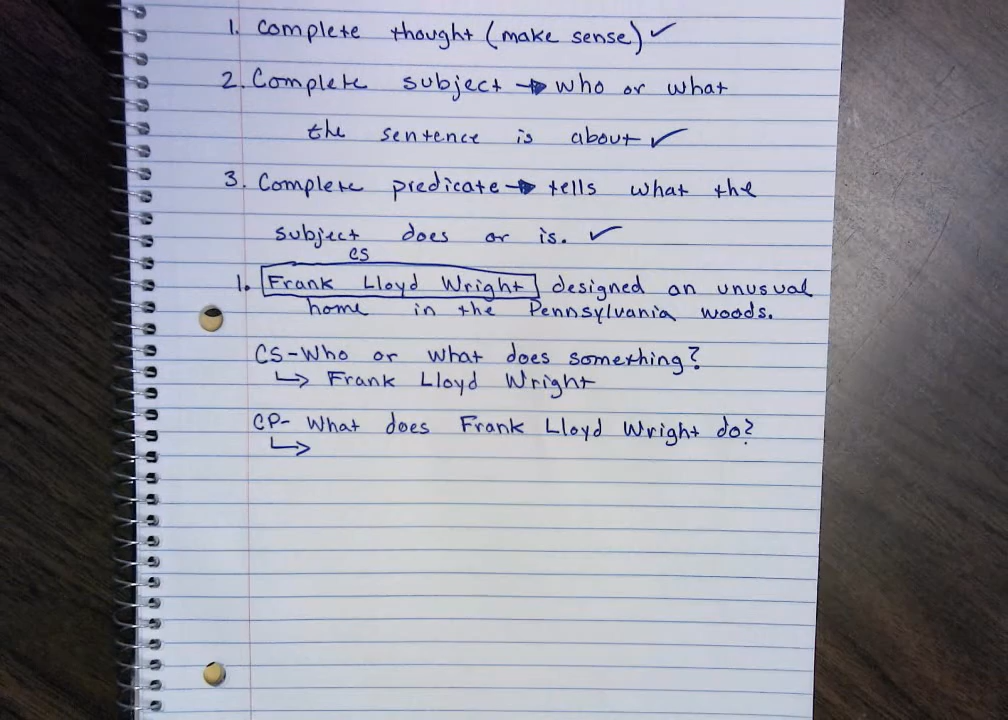 1. Complete thought (make sense) ✓
2. Complete subject → who or what
the sentence is about ✓
3. Complete predicate → tells what the
subject does or is. ✓
CS
1. Frank Lloyd Wright designed an unusual
home in the Pennsylvania woods.
CS-Who or what does something?
↳ Frank Lloyd Wright
CP- What does Frank Lloyd Wright do?
↳